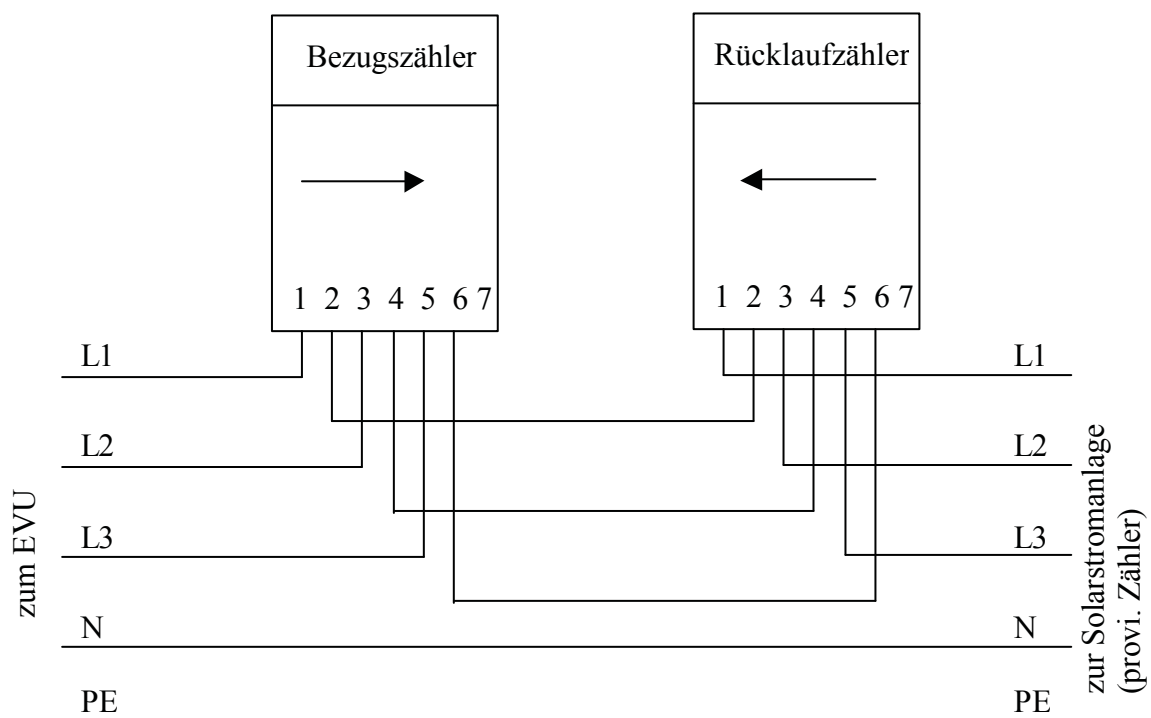 Bezugszähler
Rücklaufzähler
1 2 3 4 5 6 7
1 2 3 4 5 6 7
L1
L1
L2
L2
L3
L3
N
N
PE
PE
zum EVU
zur Solarstromanlage
(provi. Zähler)